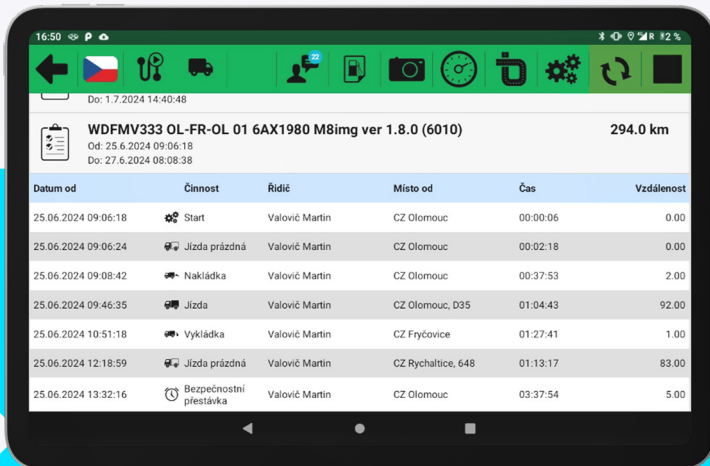 16:50
R 82 %
22
Do: 1.7.2024 14:40:48
WDFMV333 OL-FR-OL 01 6AX1980 M8img ver 1.8.0 (6010) 294.0 km
Od: 25.6.2024 09:06:18
Do: 27.6.2024 08:08:38
Datum od Činnost Řidič Místo od Čas Vzdálenost
25.06.2024 09:06:18 Start Valovič Martin CZ Olomouc 00:00:06 0.00
25.06.2024 09:06:24 Jízda prázdná Valovič Martin CZ Olomouc 00:02:18 0.00
25.06.2024 09:08:42 Nakládka Valovič Martin CZ Olomouc 00:37:53 2.00
25.06.2024 09:46:35 Jízda Valovič Martin CZ Olomouc, D35 01:04:43 92.00
25.06.2024 10:51:18 Vykládka Valovič Martin CZ Fryčovice 01:27:41 1.00
25.06.2024 12:18:59 Jízda prázdná Valovič Martin CZ Rychaltice, 648 01:13:17 83.00
25.06.2024 13:32:16 Bezpečnostní přestávka Valovič Martin CZ Olomouc 03:37:54 5.00